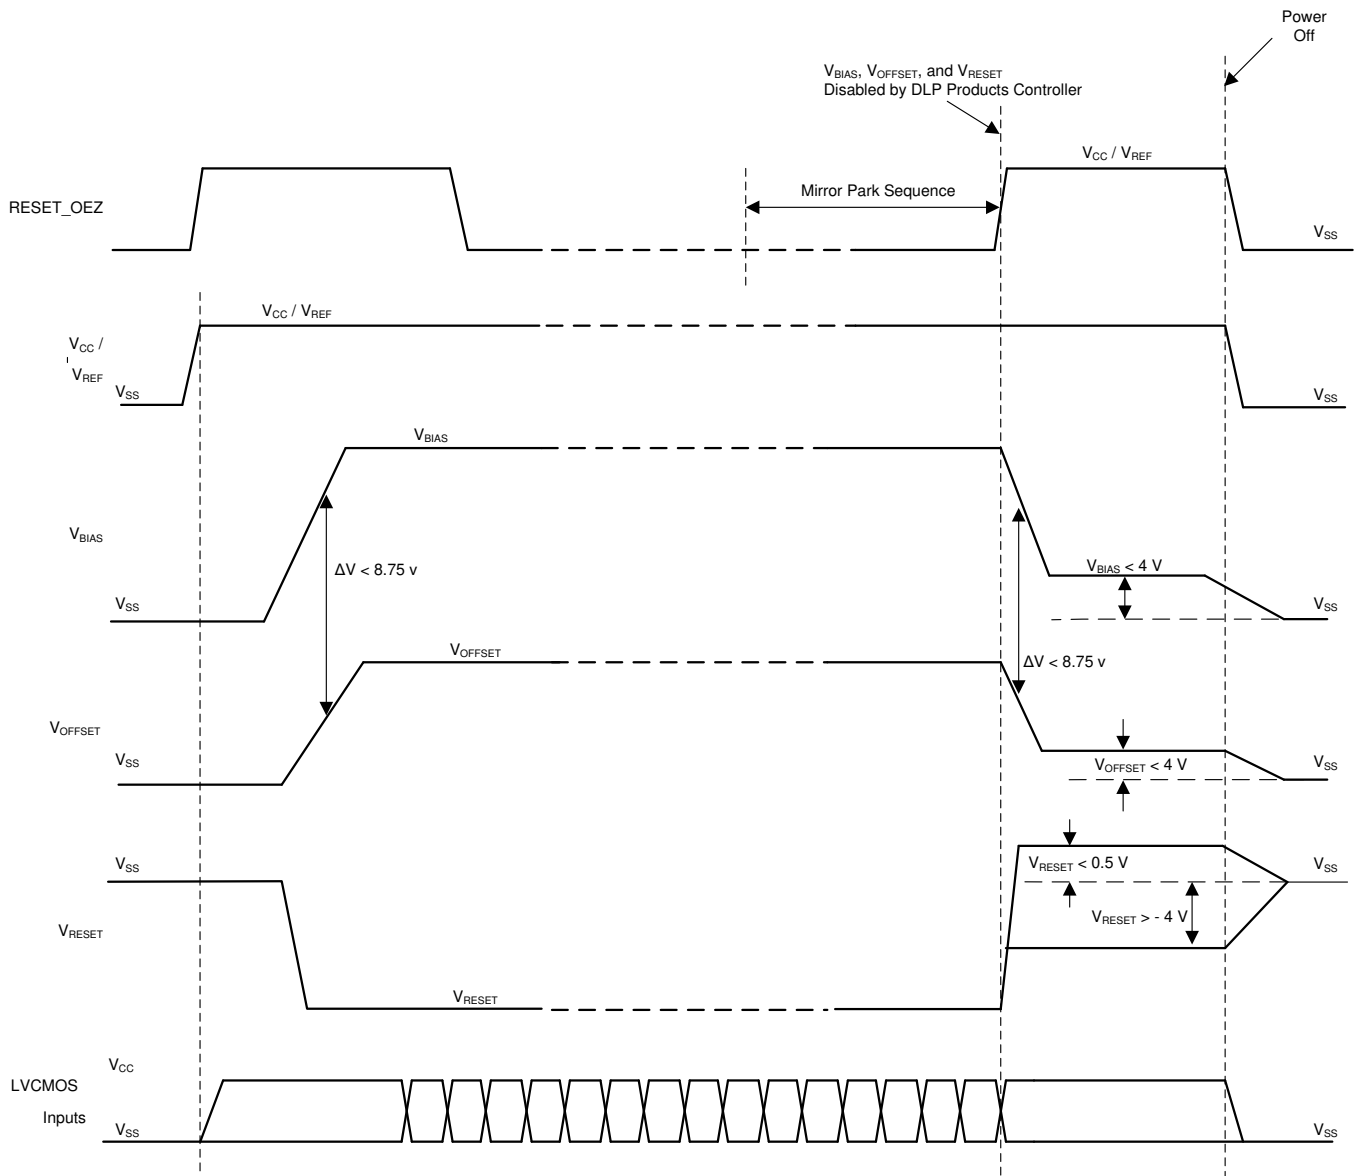 Power
Off
VBIAS, VOFFSET, and VRESET
Disabled by DLP Products Controller
VCC / VREF
Mirror Park Sequence
RESET_OEZ
VSS
VCC / VREF
VCC /
VREF
VSS
VSS
VBIAS
VBIAS
ΔV < 8.75 v
VBIAS < 4 V
VSS
VSS
VOFFSET
ΔV < 8.75 v
VOFFSET
VSS
VOFFSET < 4 V
VSS
VSS
VRESET < 0.5 V
VSS
VRESET
VRESET > - 4 V
VRESET
VCC
LVCMOS
Inputs
VSS
VSS